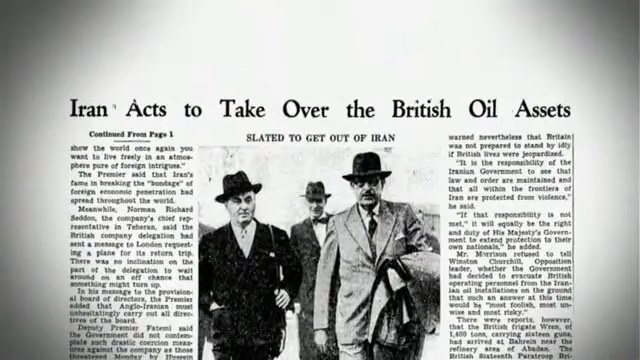 Iran Acts to Take Over the British Oil Assets
Continued From Page 1
show the world once again you
want to live freely in an atmos-
phere pure of foreign intrigues."
The Premier said that Iran's
fame in breaking the "bondage" of
foreign economic penetration had
spread throughout the world.
Meanwhile, Norman Richard
Seddon, the company's chief rep-
resentative in Teheran, said the
British company delegation had
sent a message to London request-
ing a plane for its return trip.
There was no inclination on the
part of the delegation to wait
around on an off chance that
something might turn up.
In his message to the provision-
al board of directors, the Premier
added that Anglo-Iranian must
unhesitatingly carry out all direc-
tives of the board.
Deputy Premier Fatemi said
the Government did not contem-
plate such drastic coercion meas-
ures against the company as those
threatened Monday by Hussein
SLATED TO GET OUT OF IRAN
warned nevertheless that Britain
was not prepared to stand by idly
if British lives were jeopardized.
"It is the responsibility of the
Iranian Government to see that
law and order are maintained and
that all within the frontiers of
Iran are protected from violence,"
he said.
"If that responsibility is not
met," it will equally be the right
and duty of His Majesty's Govern-
ment to extend protection to their
own nationals," he added.
Mr. Morrison refused to tell
Winston Churchill, Opposition
leader, whether the Government
had decided to evacuate British
operating personnel from the Iran-
ian oil installations on the ground
that such an answer at this time
would be "most foolish, most un-
wise and most risky."
There were reports, however,
that the British frigate Wren, of
1,400 tons, carrying sixteen guns,
had arrived at Bahrein near the
refinery area of Abadan. The
British Sixteenth Paratroop Bri-